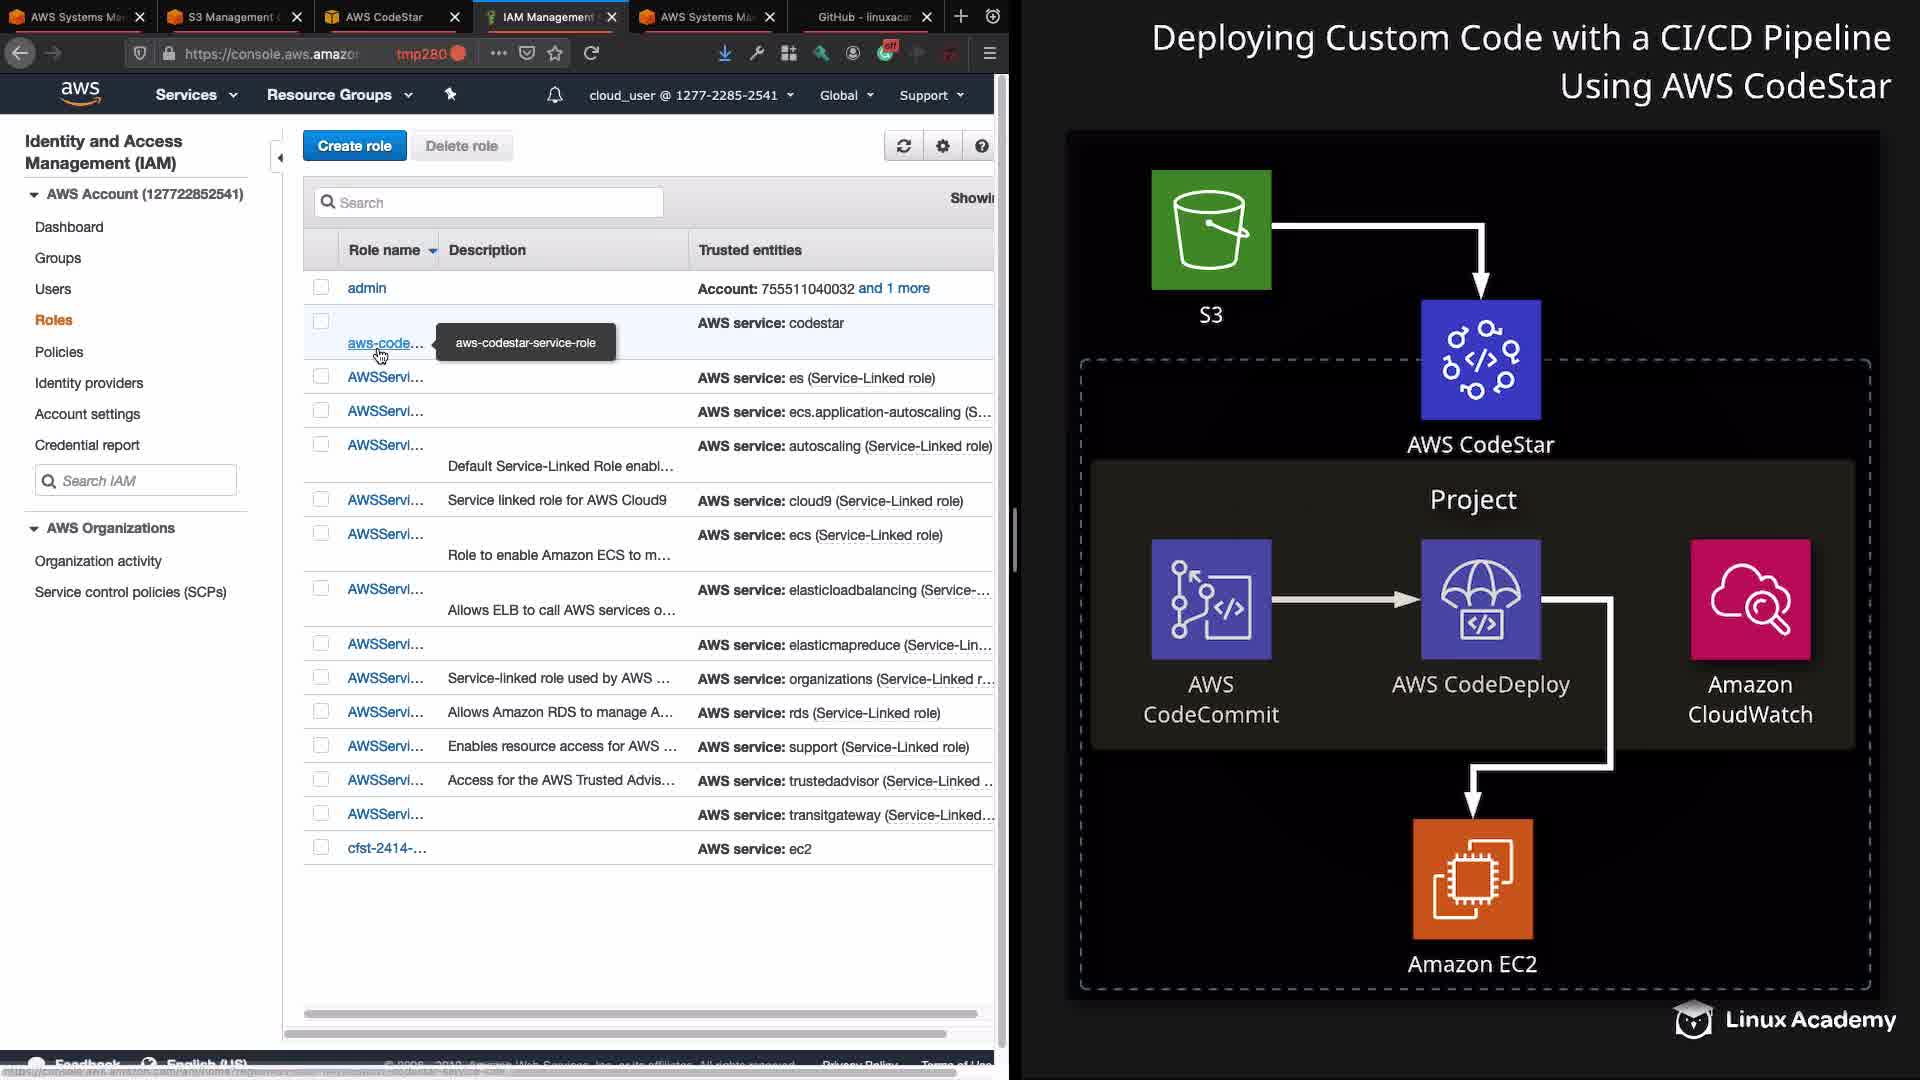 AWS Systems Ma
S3 Management
AWS CodeStar
IAM Management
AWS Systems Ma
GitHub - linuxaca
https://console.aws.amazo
tmp280
off
aws
Services
Resource Groups
cloud_user @ 1277-2285-2541
Global
Support
Identity and Access
Management (IAM)
AWS Account (127722852541)
Dashboard
Groups
Users
Roles
Policies
Identity providers
Account settings
Credential report
Search IAM
AWS Organizations
Organization activity
Service control policies (SCPs)
Create role
Delete role
Search
Showin
Role name
Description
Trusted entities
admin
Account: 755511040032 and 1 more
AWS service: codestar
aws-code...
aws-codestar-service-role
AWSServi...
AWS service: es (Service-Linked role)
AWSServi...
AWS service: ecs.application-autoscaling (S...
AWSServi...
AWS service: autoscaling (Service-Linked role)
Default Service-Linked Role enabl...
AWSServi...
Service linked role for AWS Cloud9
AWS service: cloud9 (Service-Linked role)
AWSServi...
AWS service: ecs (Service-Linked role)
Role to enable Amazon ECS to m...
AWSServi...
AWS service: elasticloadbalancing (Service-...
Allows ELB to call AWS services o...
AWSServi...
AWS service: elasticmapreduce (Service-Lin...
AWSServi...
Service-linked role used by AWS ...
AWS service: organizations (Service-Linked r...
AWSServi...
Allows Amazon RDS to manage A...
AWS service: rds (Service-Linked role)
AWSServi...
Enables resource access for AWS ...
AWS service: support (Service-Linked role)
AWSServi...
Access for the AWS Trusted Advis...
AWS service: trustedadvisor (Service-Linked ...
AWSServi...
AWS service: transitgateway (Service-Linked...
cfst-2414-...
AWS service: ec2
Feedback
English (US)
Privacy Policy
Terms of Use
Deploying Custom Code with a CI/CD Pipeline
Using AWS CodeStar
S3
AWS CodeStar
Project
AWS
CodeCommit
AWS CodeDeploy
Amazon
CloudWatch
Amazon EC2
Linux Academy